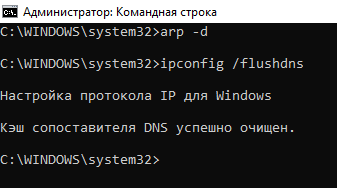 Администратор: Командная строка
C:\WINDOWS\system32>arp -d
C:\WINDOWS\system32>ipconfig /flushdns
Настройка протокола IP для Windows
Кэш сопоставителя DNS успешно очищен.
C:\WINDOWS\system32>